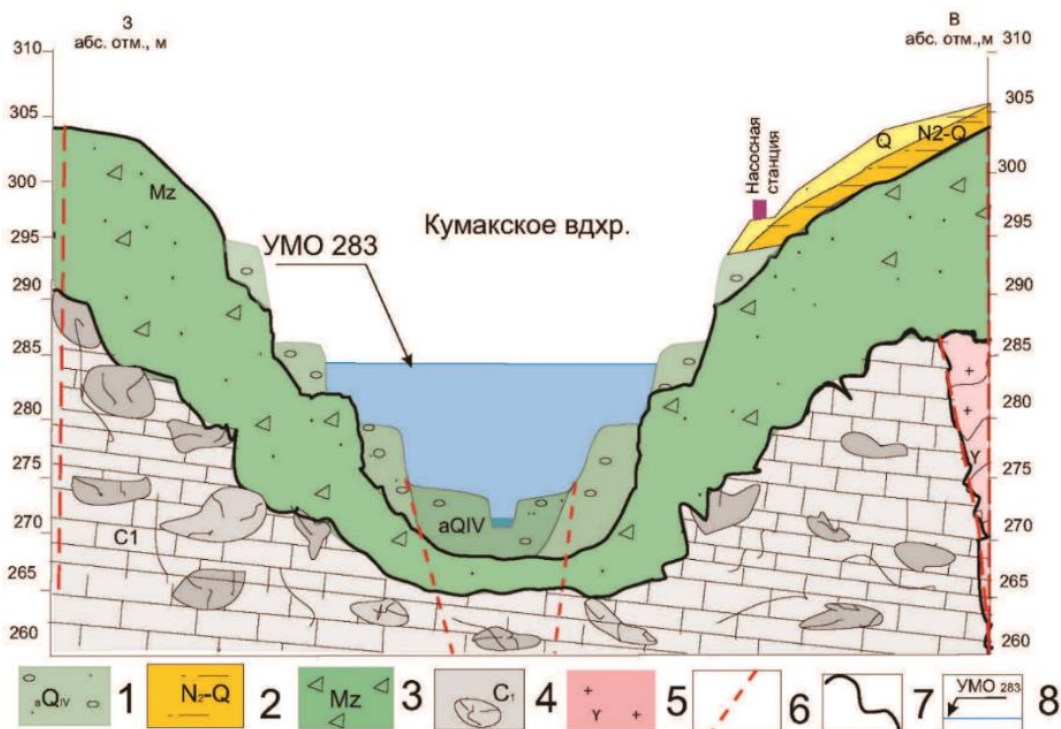 З
абс. отм., м
В
абс. отм., м
310
305
300
295
290
285
280
275
270
265
260
310
305
300
295
290
285
280
275
270
265
260
Mz
УМО 283
Кумакское вдхр.
Насосная
станция
Q
N2-Q
aQIV
C1
+
+
Y
aQIV 1
N2-Q 2
Mz 3
C1 4
+
Y + 5
6
7
УМО 283 8